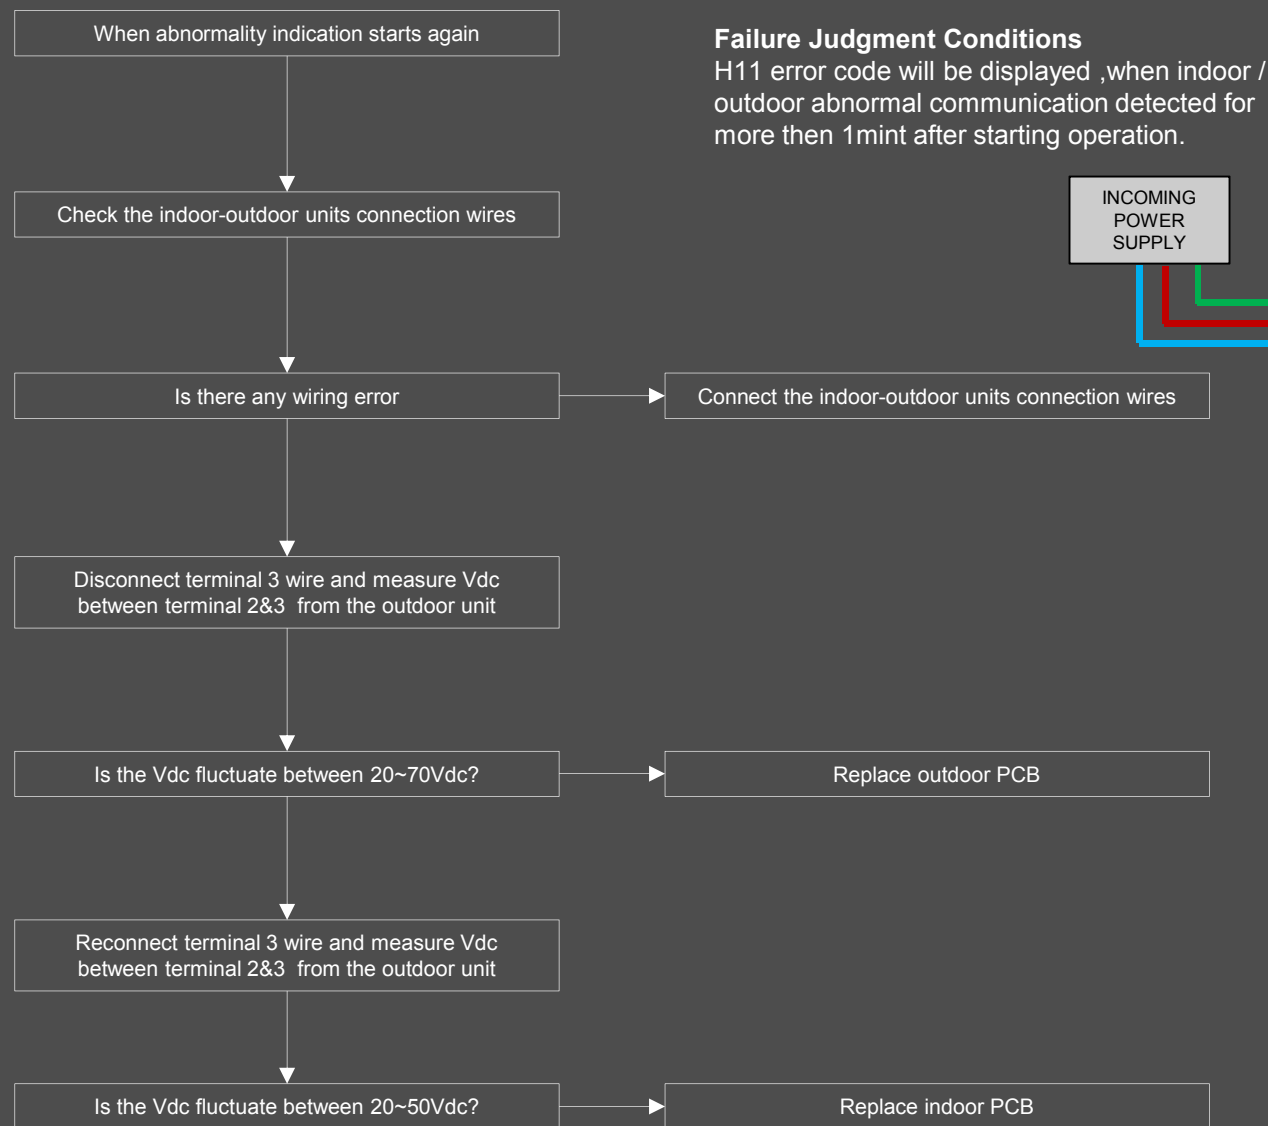 When abnormality indication starts again
Failure Judgment Conditions
H11 error code will be displayed ,when indoor /
outdoor abnormal communication detected for
more then 1mint after starting operation.
INCOMING
POWER
SUPPLY
Check the indoor-outdoor units connection wires
Is there any wiring error
Connect the indoor-outdoor units connection wires
Disconnect terminal 3 wire and measure Vdc
between terminal 2&3 from the outdoor unit
Is the Vdc fluctuate between 20~70Vdc?
Replace outdoor PCB
Reconnect terminal 3 wire and measure Vdc
between terminal 2&3 from the outdoor unit
Is the Vdc fluctuate between 20~50Vdc?
Replace indoor PCB